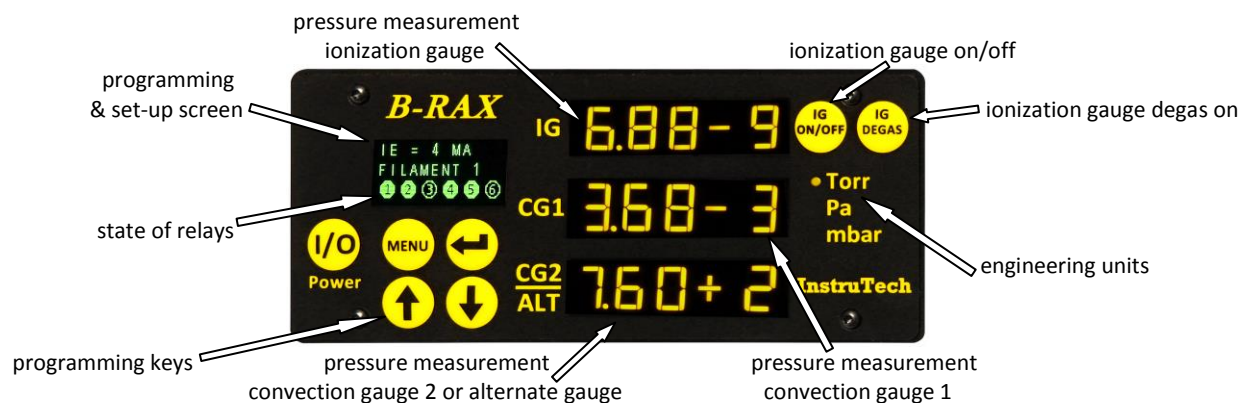 pressure measurement
ionization gauge
ionization gauge on/off
programming
& set-up screen
ionization gauge degas on
B-RAX
IG
6.88 - 9
IG
ON/OFF
IG
DEGAS
IE = 4 MA
FILAMENT 1
1 2 3 4 5 6
CG1
3.68 - 3
Torr
Pa
mbar
state of relays
I/O
Power
MENU
engineering units
CG2
ALT
7.60 + 2
InstruTech
programming keys
pressure measurement
convection gauge 2 or alternate gauge
pressure measurement
convection gauge 1